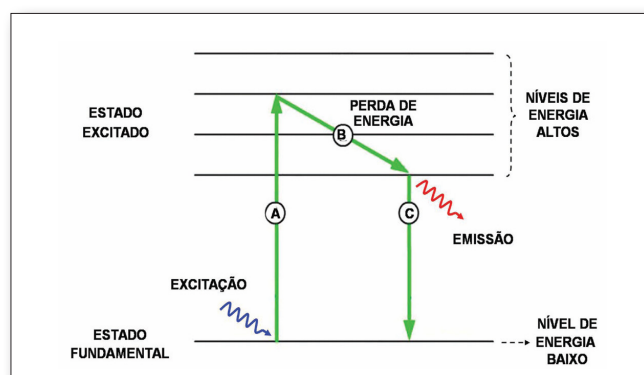 ESTADO
EXCITADO
PERDA DE
ENERGIA
B
NÍVEIS DE
ENERGIA
ALTOS
A
C
EMISSÃO
EXCITAÇÃO
ESTADO
FUNDAMENTAL
NÍVEL DE
ENERGIA
BAIXO